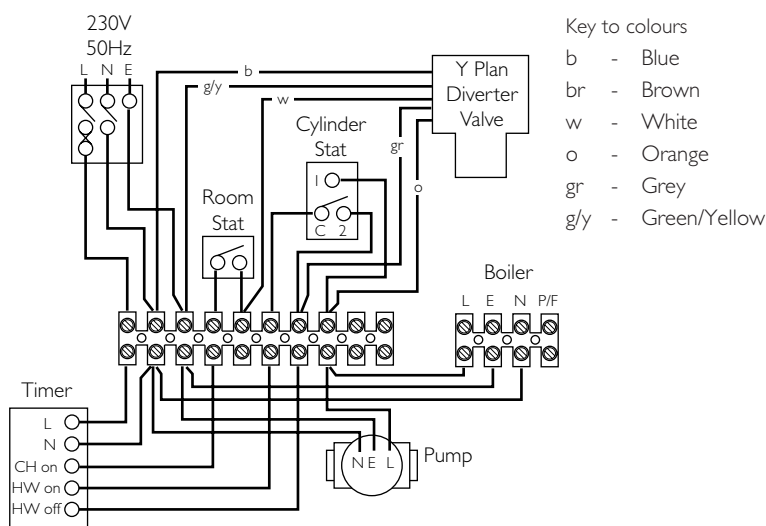 230V
50Hz
L N E
b
g/y
w
gr
o
Y Plan
Diverter
Valve
Key to colours
b - Blue
br - Brown
w - White
o - Orange
gr - Grey
g/y - Green/Yellow
Cylinder
Stat
1
C 2
Room
Stat
Boiler
L E N P/F
Timer
L
N
CH on
HW on
HW off
N E L
Pump